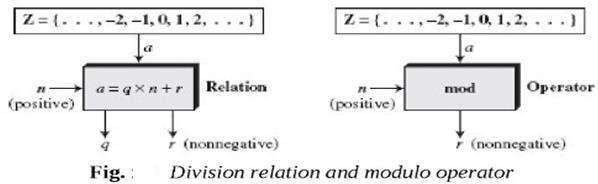 Z = { . . . , –2, –1, 0, 1, 2, . . . }
a
n
(positive)
a = q × n + r
Relation
q
r (nonnegative)
Z = { . . . , –2, –1, 0, 1, 2, . . . }
a
n
(positive)
mod
Operator
r (nonnegative)
Fig. : Division relation and modulo operator